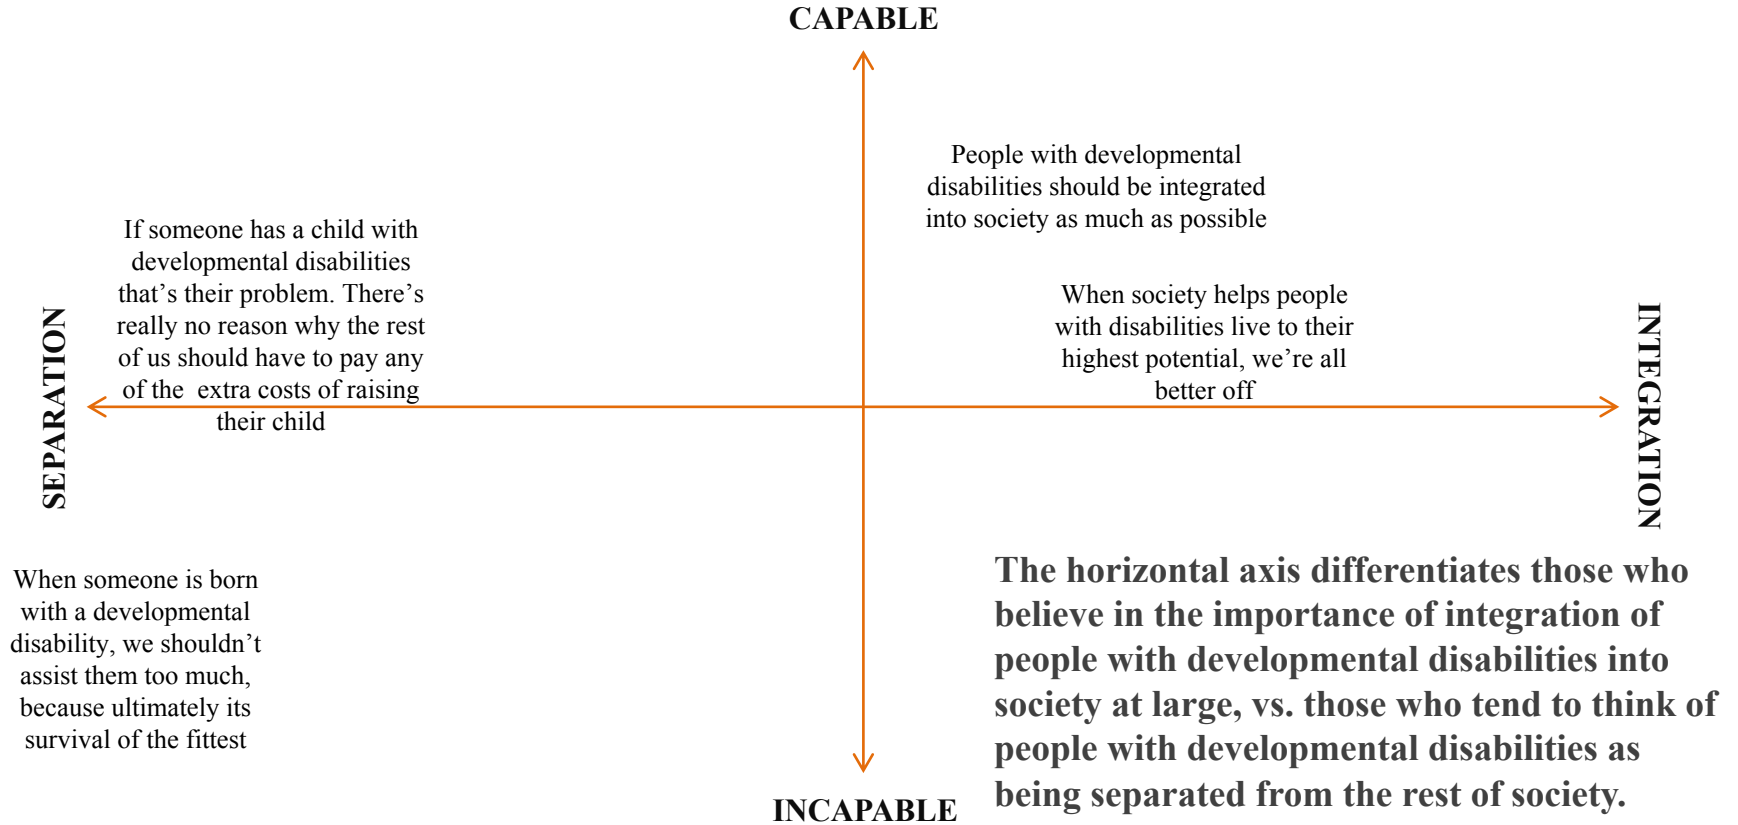 CAPABLE
People with developmental
disabilities should be integrated
into society as much as possible
If someone has a child with
developmental disabilities
that’s their problem. There’s
really no reason why the rest
of us should have to pay any
of the  extra costs of raising
their child
When society helps people
with disabilities live to their
highest potential, we’re all
better off
SEPARATION
INTEGRATION
When someone is born
with a developmental
disability, we shouldn’t
assist them too much,
because ultimately its
survival of the fittest
The horizontal axis differentiates those who
believe in the importance of integration of
people with developmental disabilities into
society at large, vs. those who tend to think of
people with developmental disabilities as
being separated from the rest of society.
INCAPABLE